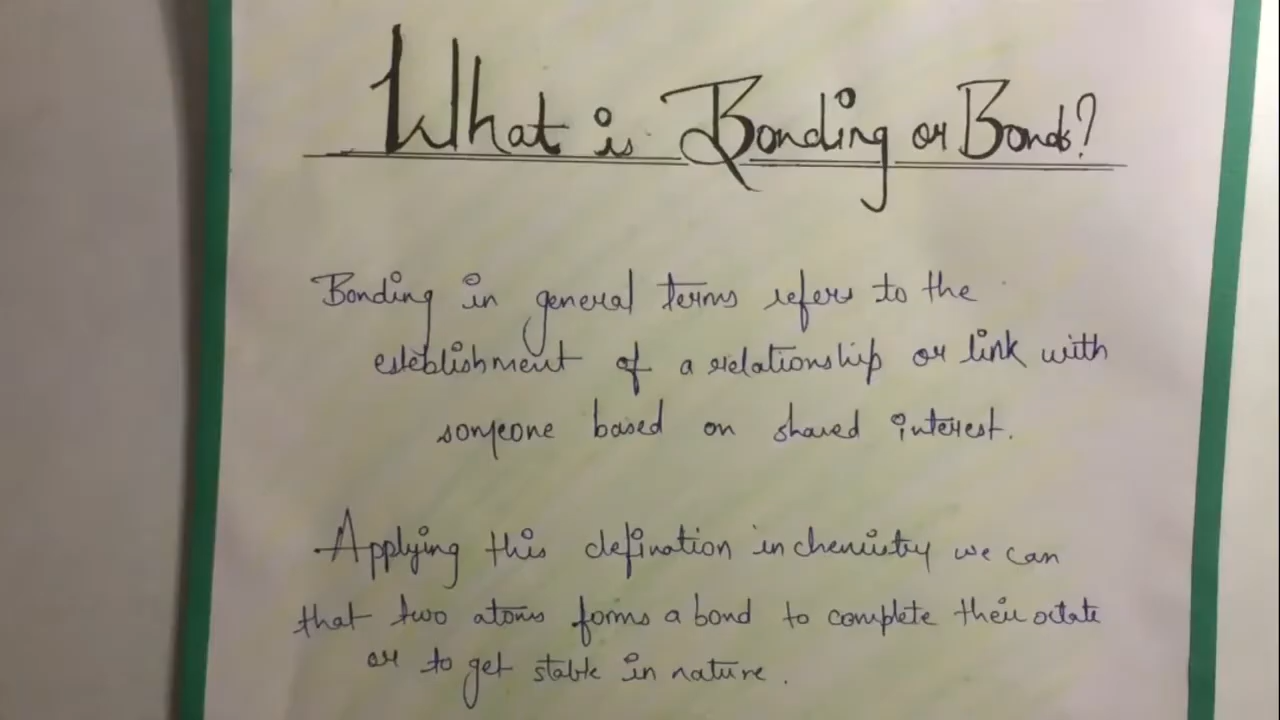 What is Bonding or Bonds?
Bonding in general terms refers to the
establishment of a relationship or link with
someone based on shared interest.
Applying this defination in chemistry we can
that two atoms forms a bond to complete their octate
or to get stable in nature.